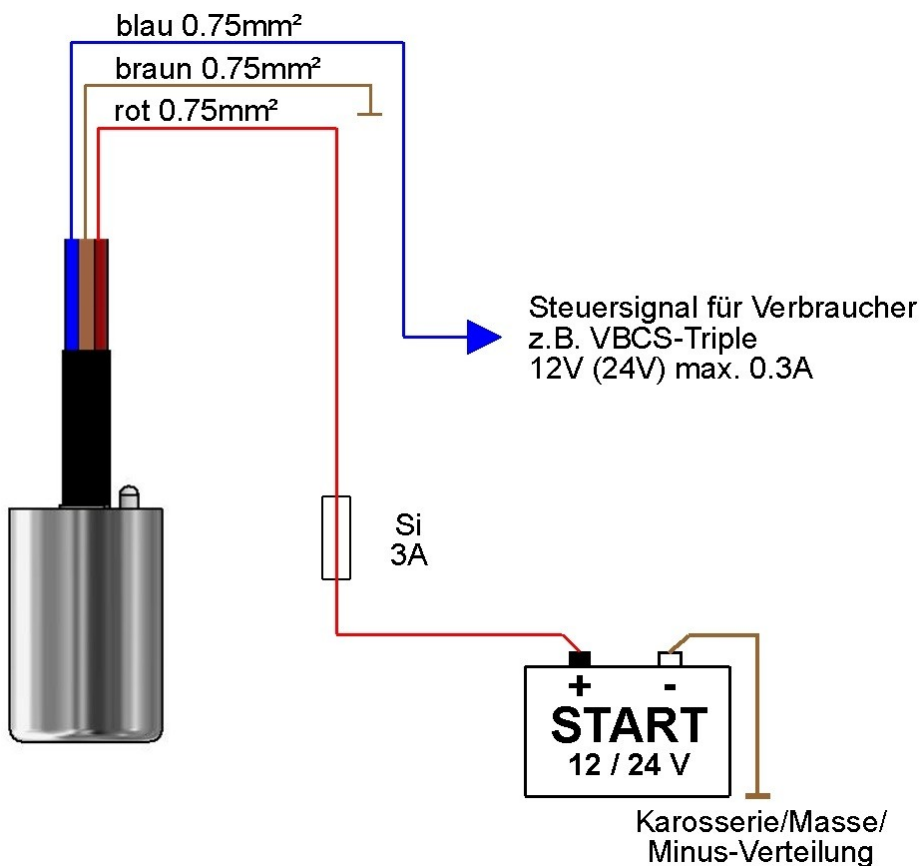 blau 0.75mm²
braun 0.75mm²
rot 0.75mm²
Steuersignal für Verbraucher
z.B. VBCS-Triple
12V (24V) max. 0.3A
Si
3A
+ -
START
12 / 24 V
Karosserie/Masse/
Minus-Verteilung